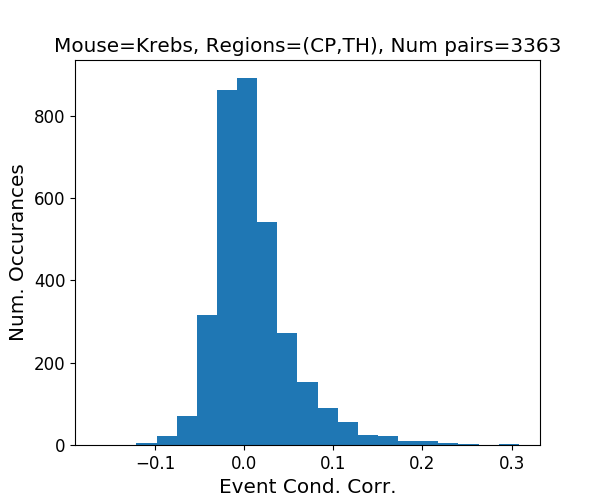 Mouse=Krebs, Regions=(CP,TH), Num pairs=3363
Num. Occurances
800
600
400
200
0
−0.1 0.0 0.1 0.2 0.3
Event Cond. Corr.